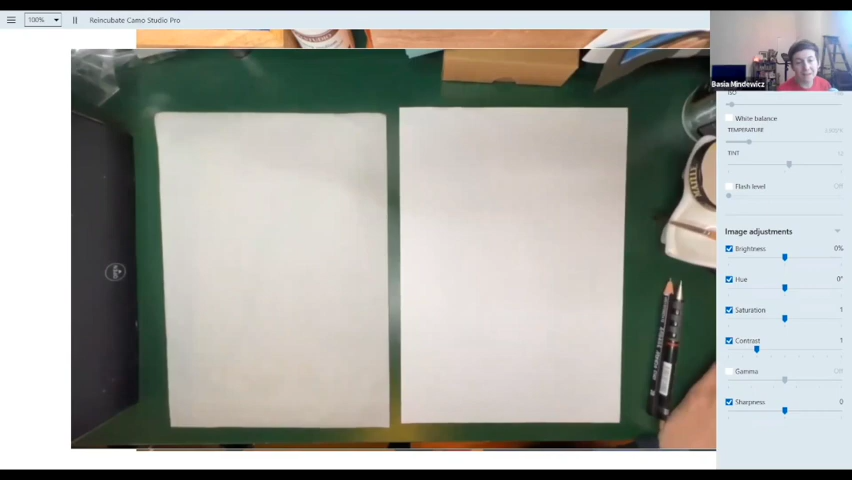 100%
Reincubate Camo Studio Pro
Basia Mindewicz
ISO
White balance
TEMPERATURE
TINT
Flash level
Off
Image adjustments
Brightness 0%
Hue 0°
Saturation 1
Contrast 1
Gamma Off
Sharpness 0